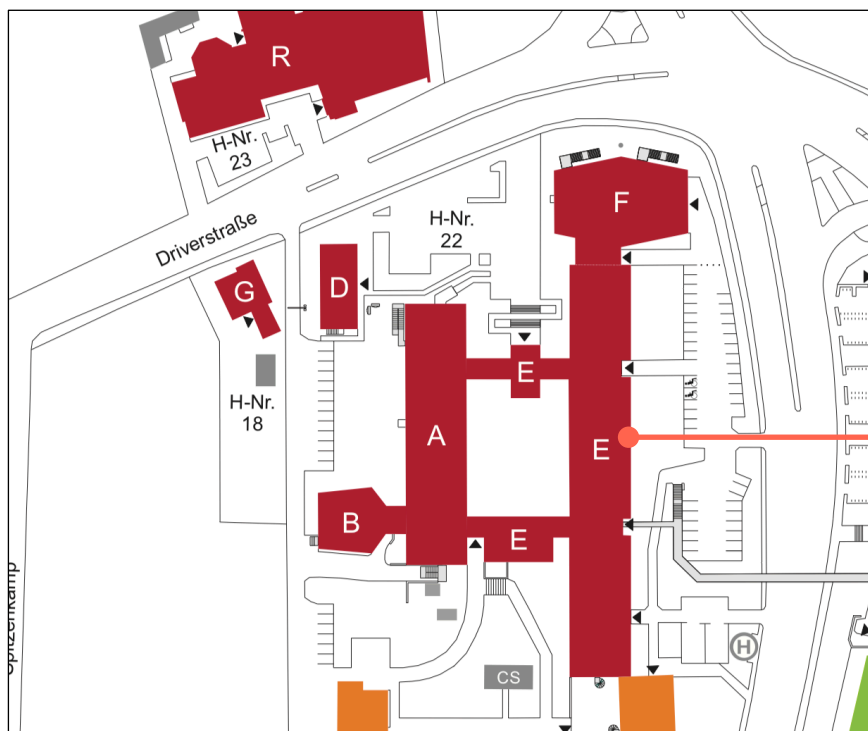 R
H-Nr.
23
Driverstraße
H-Nr.
22
F
G
D
H-Nr.
18
E
A
E
B
E
CS
H
Spitzenkamp